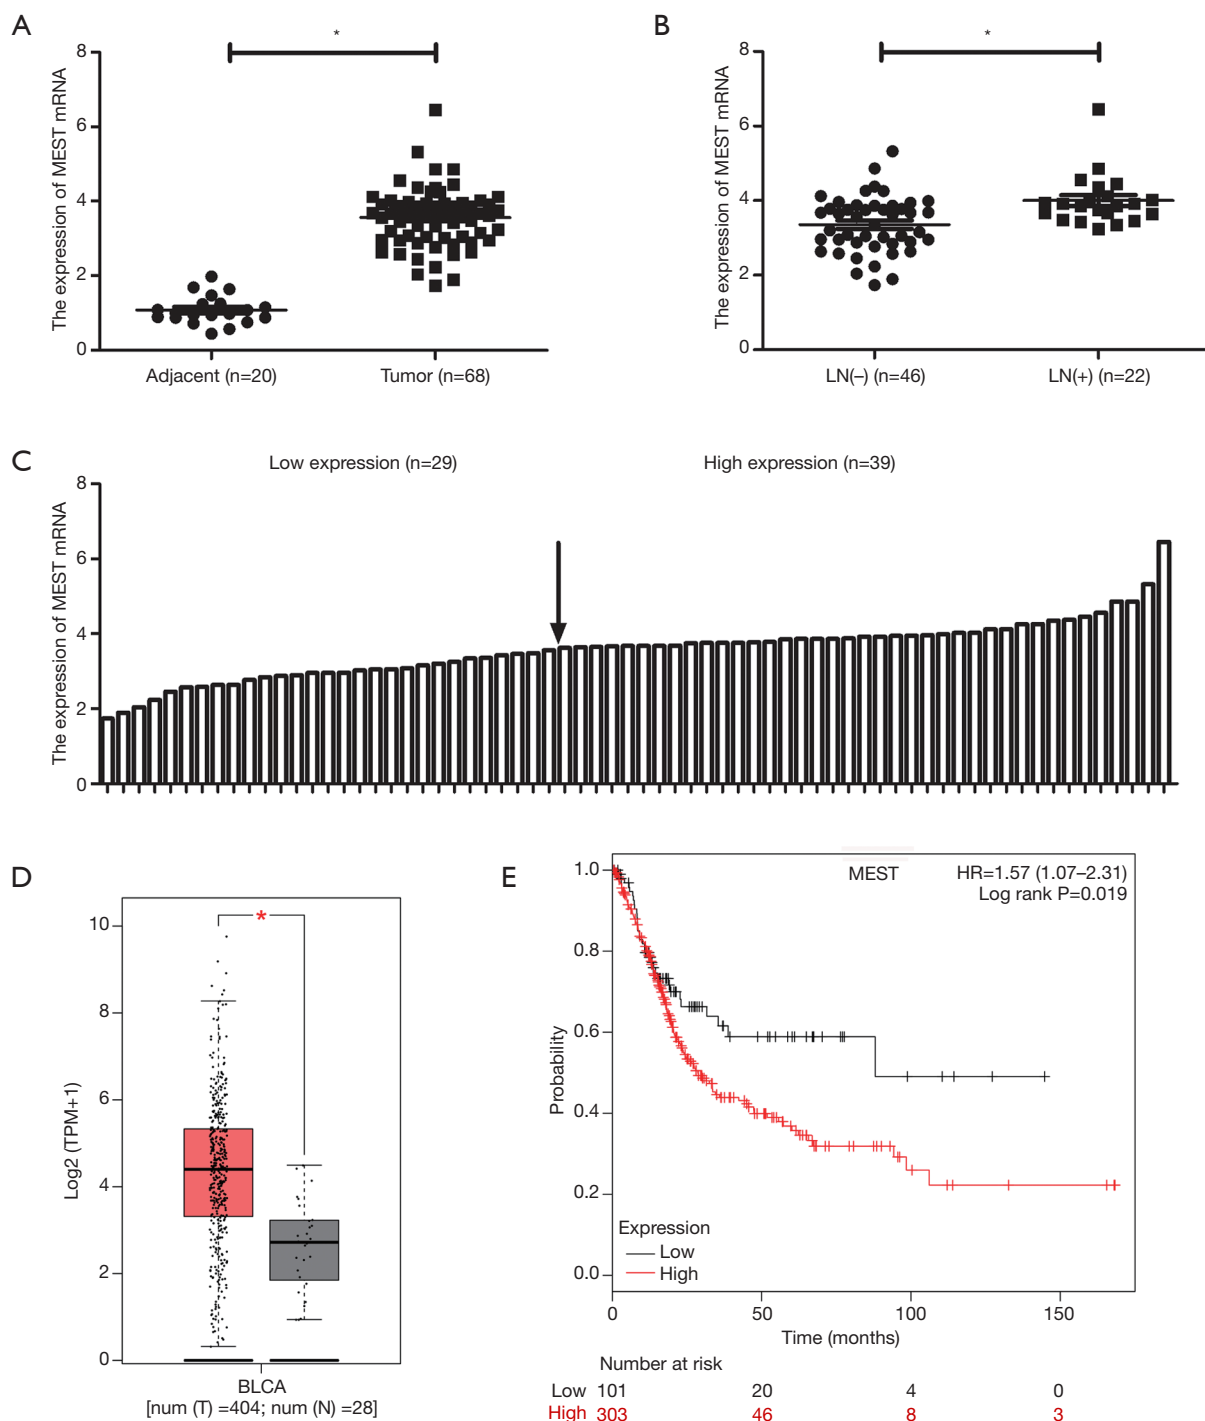 A
*
8
6
4
2
0
The expression of MEST mRNA
Adjacent (n=20)
Tumor (n=68)
B
*
8
6
4
2
0
The expression of MEST mRNA
LN(−) (n=46)
LN(+) (n=22)
C
Low expression (n=29)
High expression (n=39)
8
6
4
2
0
The expression of MEST mRNA
D
*
10
8
6
4
2
0
Log2 (TPM+1)
BLCA
[num (T) =404; num (N) =28]
E
MEST
HR=1.57 (1.07–2.31)
Log rank P=0.019
1.0
0.8
0.6
0.4
0.2
0.0
Probability
Expression
Low
High
0 50 100 150
Time (months)
Number at risk
Low 101 20 4 0
High 303 46 8 3